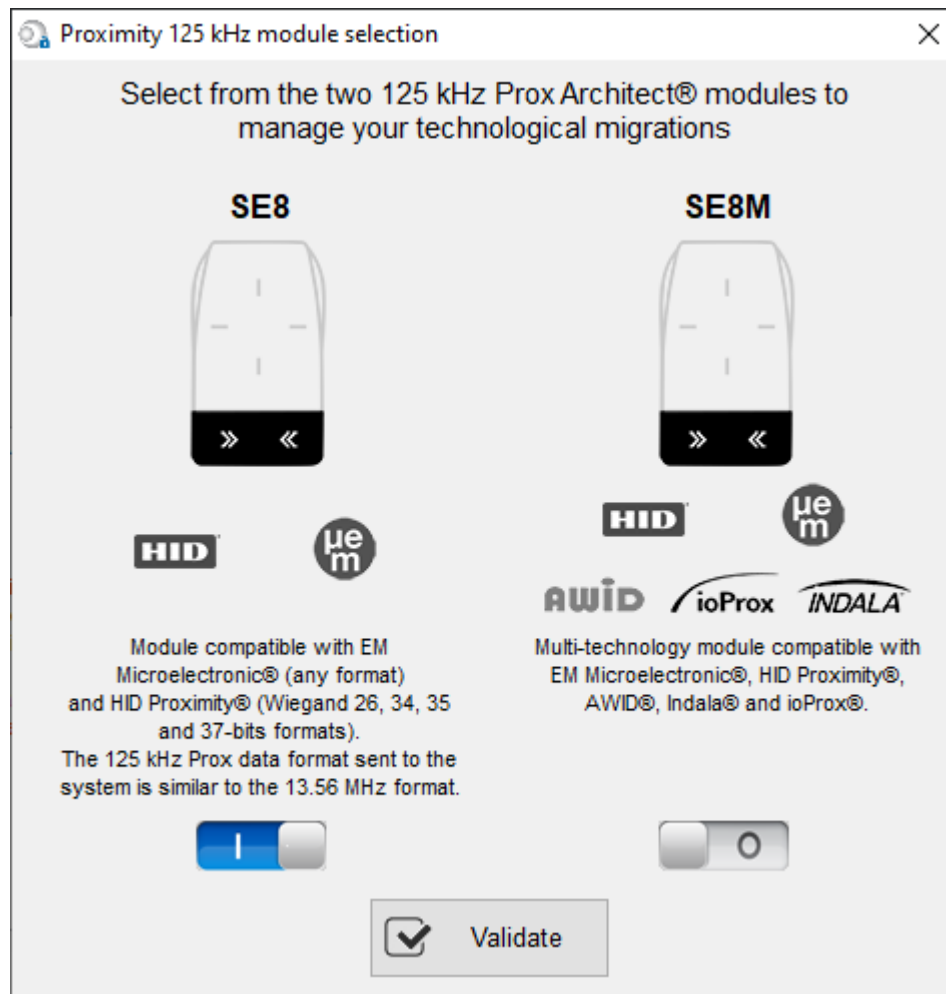 Proximity 125 kHz module selection
Select from the two 125 kHz Prox Architect® modules to
manage your technological migrations
SE8
SE8M
HID
µem
HID
µem
AWiD
ioProx
INDALA
Module compatible with EM
Microelectronic® (any format)
and HID Proximity® (Wiegand 26, 34, 35
and 37-bits formats).
The 125 kHz Prox data format sent to the
system is similar to the 13.56 MHz format.
Multi-technology module compatible with
EM Microelectronic®, HID Proximity®,
AWID®, Indala® and ioProx®.
I
O
Validate